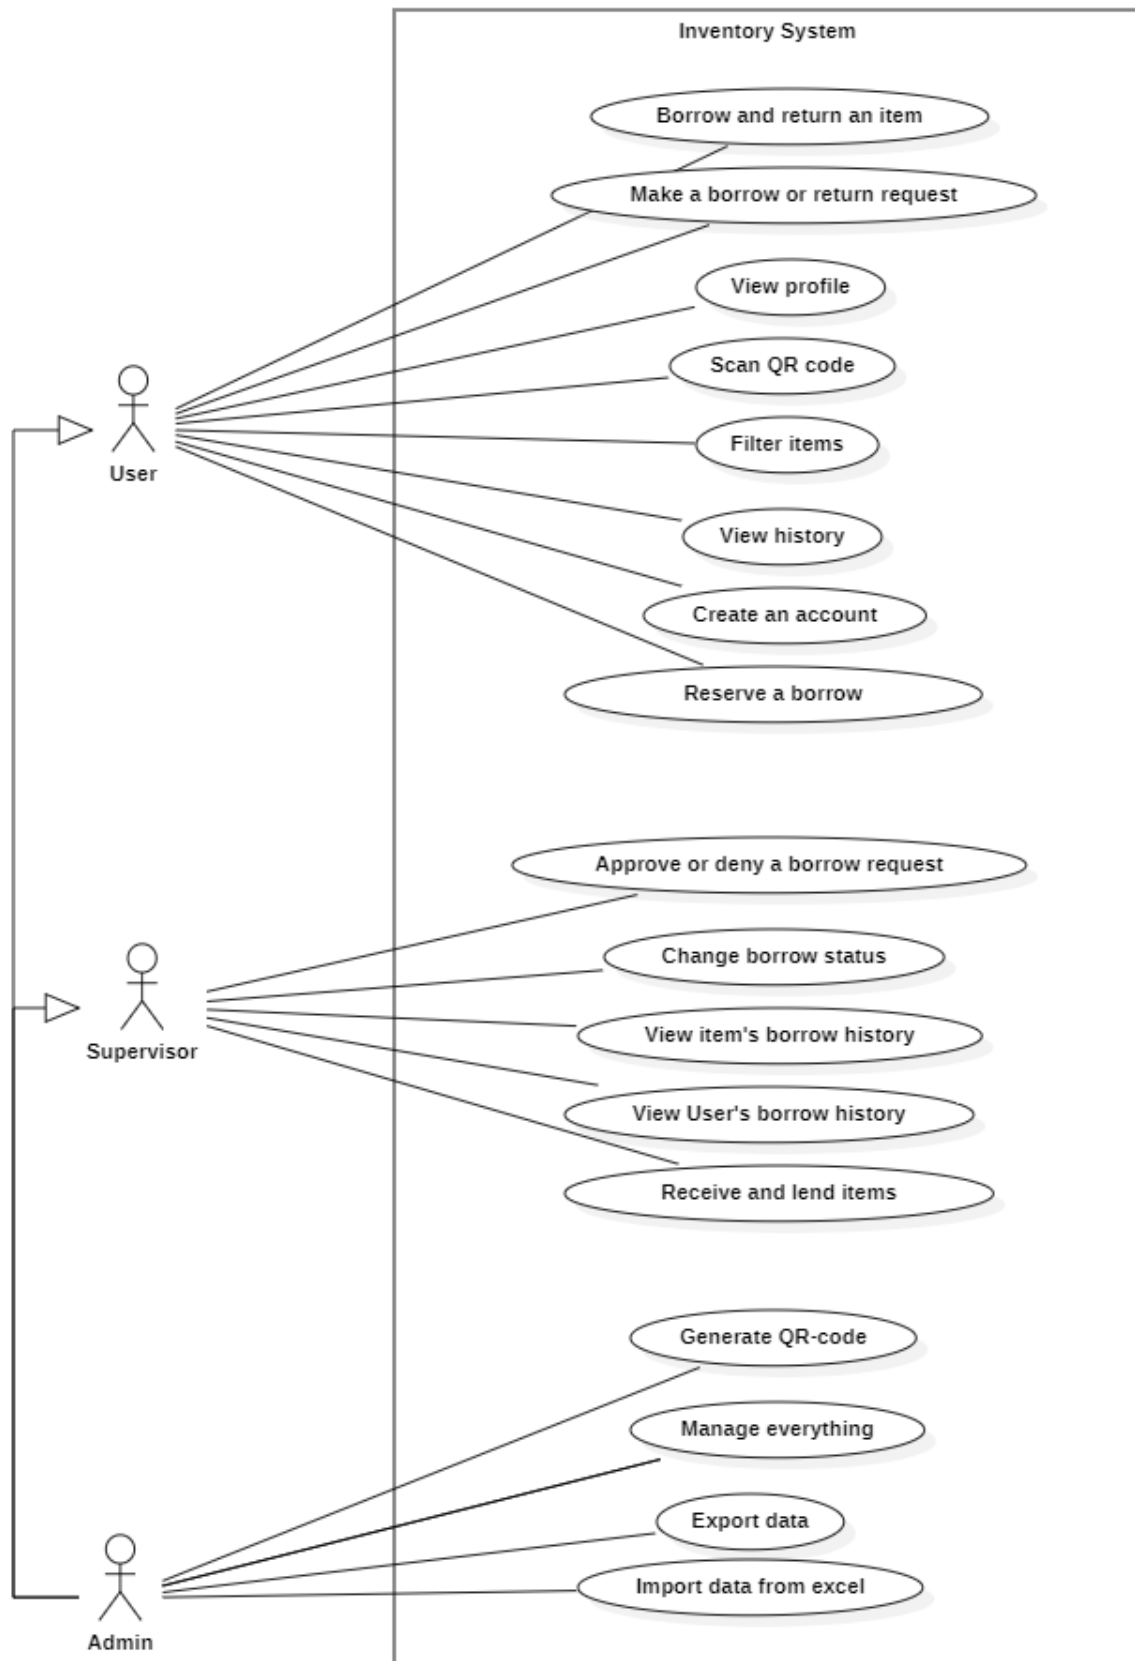 Inventory System
Borrow and return an item
Make a borrow or return request
View profile
Scan QR code
Filter items
User
View history
Create an account
Reserve a borrow
Approve or deny a borrow request
Change borrow status
View item's borrow history
Supervisor
View User's borrow history
Receive and lend items
Generate QR-code
Manage everything
Export data
Import data from excel
Admin